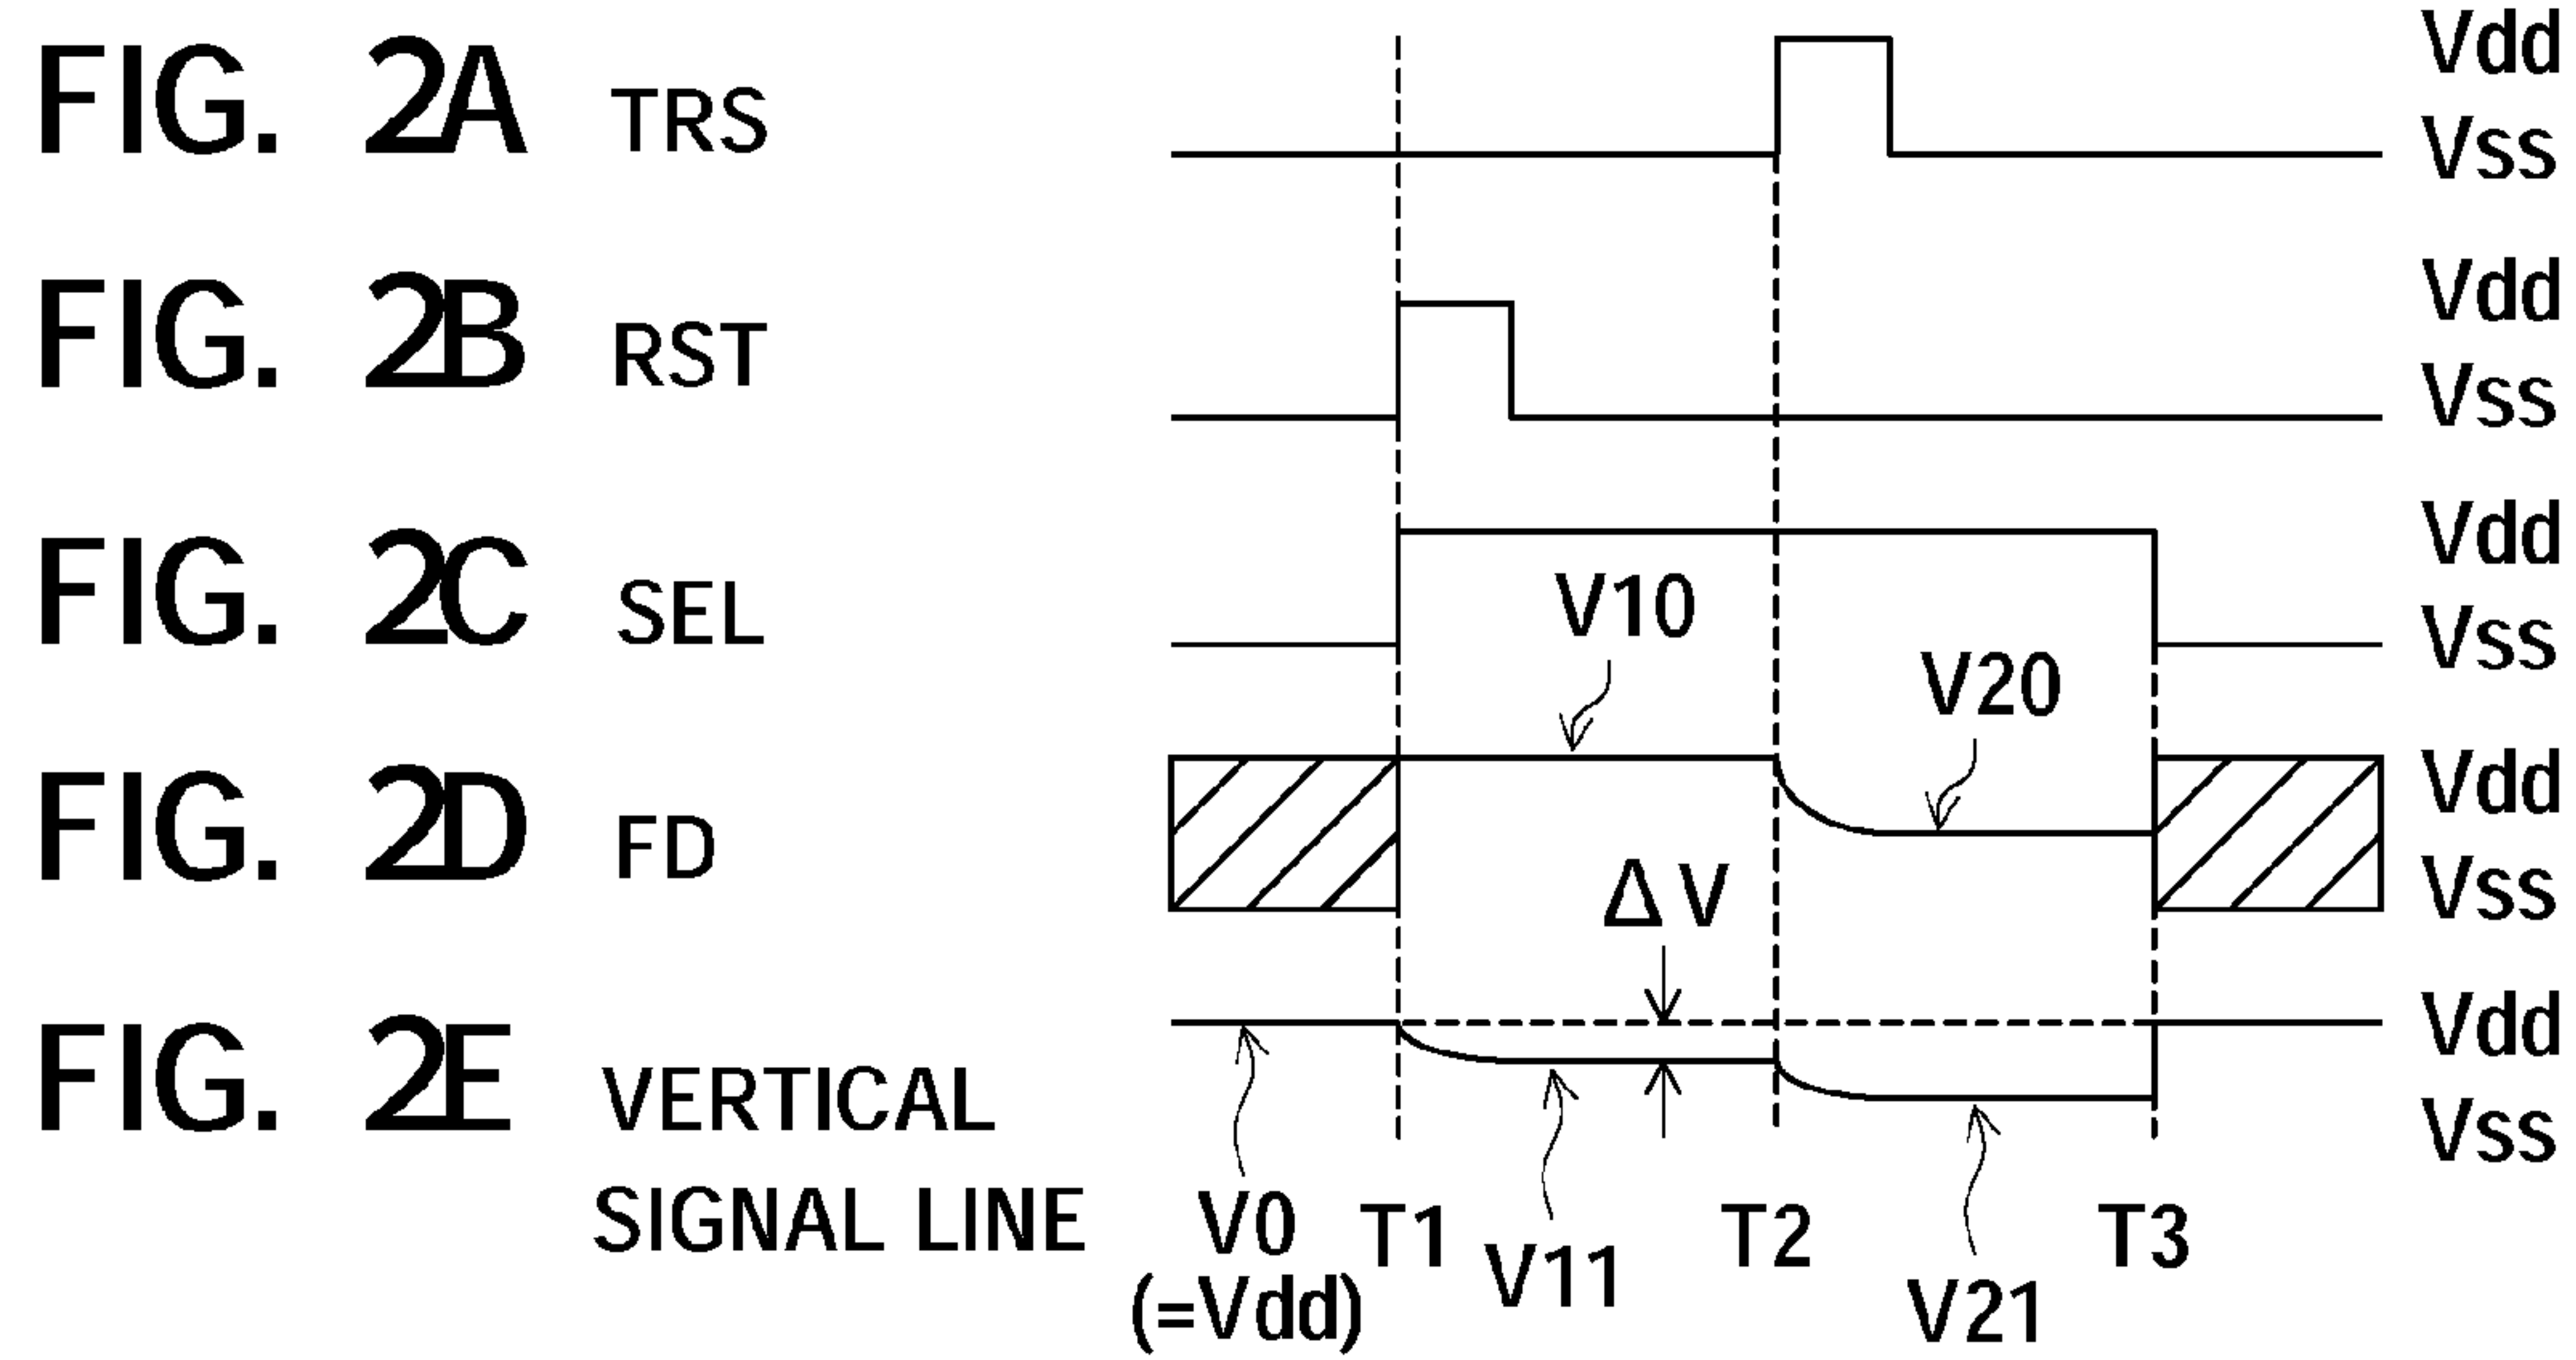 FIG. 2A TRS
Vdd
Vss
FIG. 2B RST
Vdd
Vss
FIG. 2C SEL
Vdd
Vss
V10
V20
FIG. 2D FD
Vdd
Vss
ΔV
FIG. 2E VERTICAL
SIGNAL LINE
Vdd
Vss
V0
(=Vdd)
T1
V11
T2
V21
T3